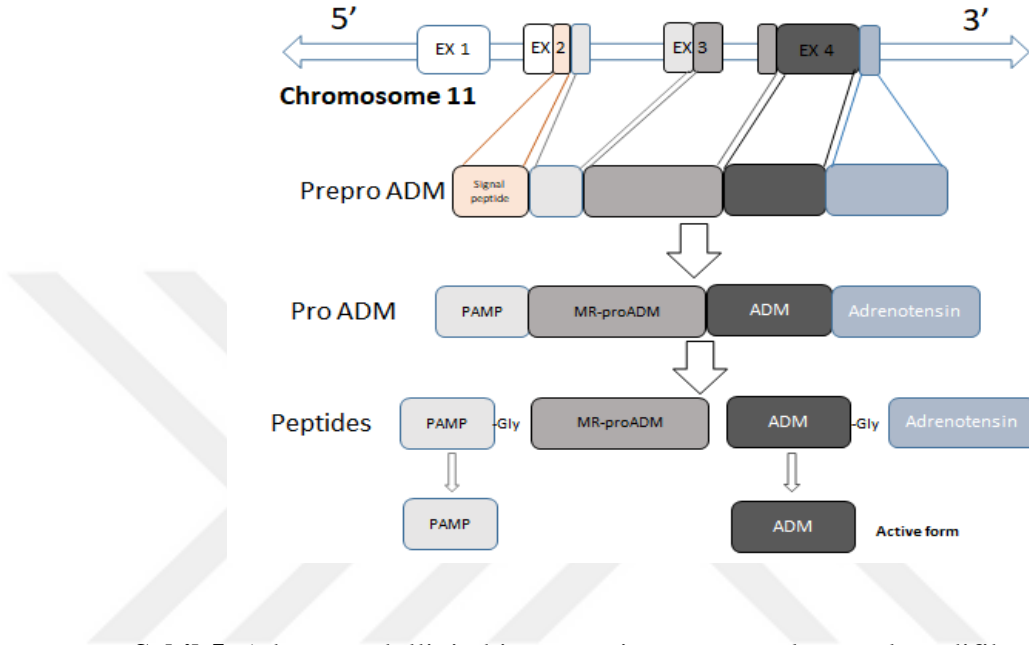 5’ 3’
EX 1 EX 2 EX 3 EX 4
Chromosome 11
Prepro ADM Signal peptide
Pro ADM PAMP MR-proADM ADM Adrenotensin
Peptides PAMP -Gly MR-proADM ADM -Gly Adrenotensin
PAMP ADM Active form